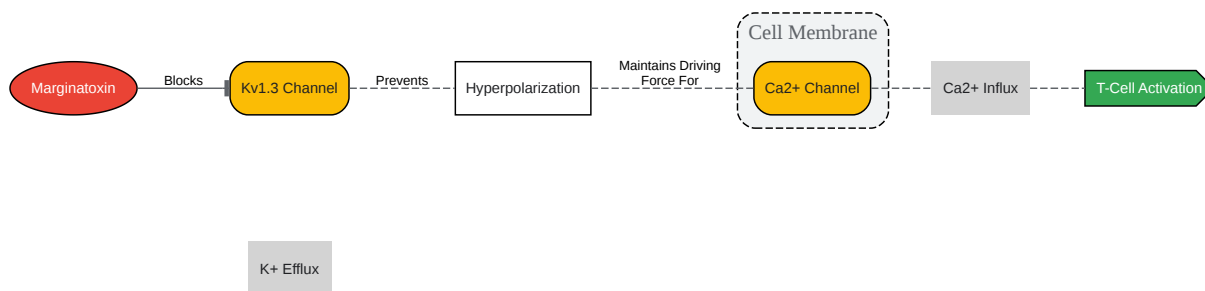 Cell Membrane
Marginatoxin
Blocks
Kv1.3 Channel
Prevents
Hyperpolarization
Maintains Driving
Force For
Ca2+ Channel
Ca2+ Influx
T-Cell Activation
K+ Efflux